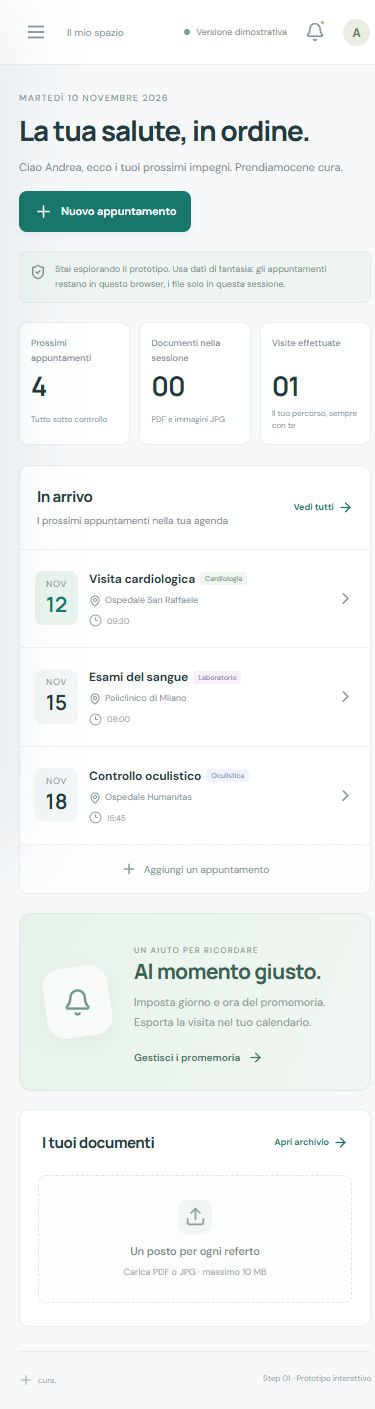 Il mio spazio
Versione dimostrativa
A
MARTEDÌ 10 NOVEMBRE 2026
La tua salute, in ordine.
Ciao Andrea, ecco i tuoi prossimi impegni. Prendiamocene cura.
Nuovo appuntamento
Stai esplorando il prototipo. Usa dati di fantasia: gli appuntamenti
restano in questo browser, i file solo in questa sessione.
Prossimi
appuntamenti
4
Tutto sotto controllo
Documenti nella
sessione
00
PDF e immagini JPG
Visite effettuate
01
Il tuo percorso, sempre
con te
In arrivo
I prossimi appuntamenti nella tua agenda
Vedi tutti
NOV
12
Visita cardiologica
Cardiologia
Ospedale San Raffaele
09:30
NOV
15
Esami del sangue
Laboratorio
Policlinico di Milano
08:00
NOV
18
Controllo oculistico
Oculistica
Ospedale Humanitas
15:45
Aggiungi un appuntamento
UN AIUTO PER RICORDARE
Al momento giusto.
Imposta giorno e ora del promemoria.
Esporta la visita nel tuo calendario.
Gestisci i promemoria
I tuoi documenti
Apri archivio
Un posto per ogni referto
Carica PDF o JPG · massimo 10 MB
cura.
Step 01 · Prototipo interattivo